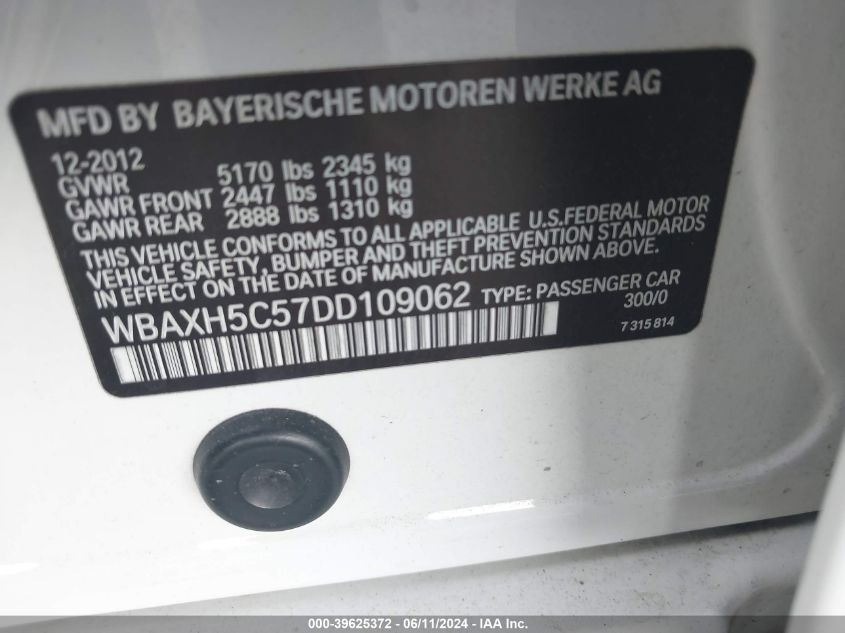 MFD BY BAYERISCHE MOTOREN WERKE AG
12-2012
GVWR 5170 lbs 2345 kg
GAWR FRONT 2447 lbs 1110 kg
GAWR REAR 2888 lbs 1310 kg
THIS VEHICLE CONFORMS TO ALL APPLICABLE U.S.FEDERAL MOTOR
VEHICLE SAFETY, BUMPER AND THEFT PREVENTION STANDARDS
IN EFFECT ON THE DATE OF MANUFACTURE SHOWN ABOVE.
WBAXH5C57DD109062 TYPE: PASSENGER CAR
300/0
7 315 814
000-39625372 - 06/11/2024 - IAA Inc.